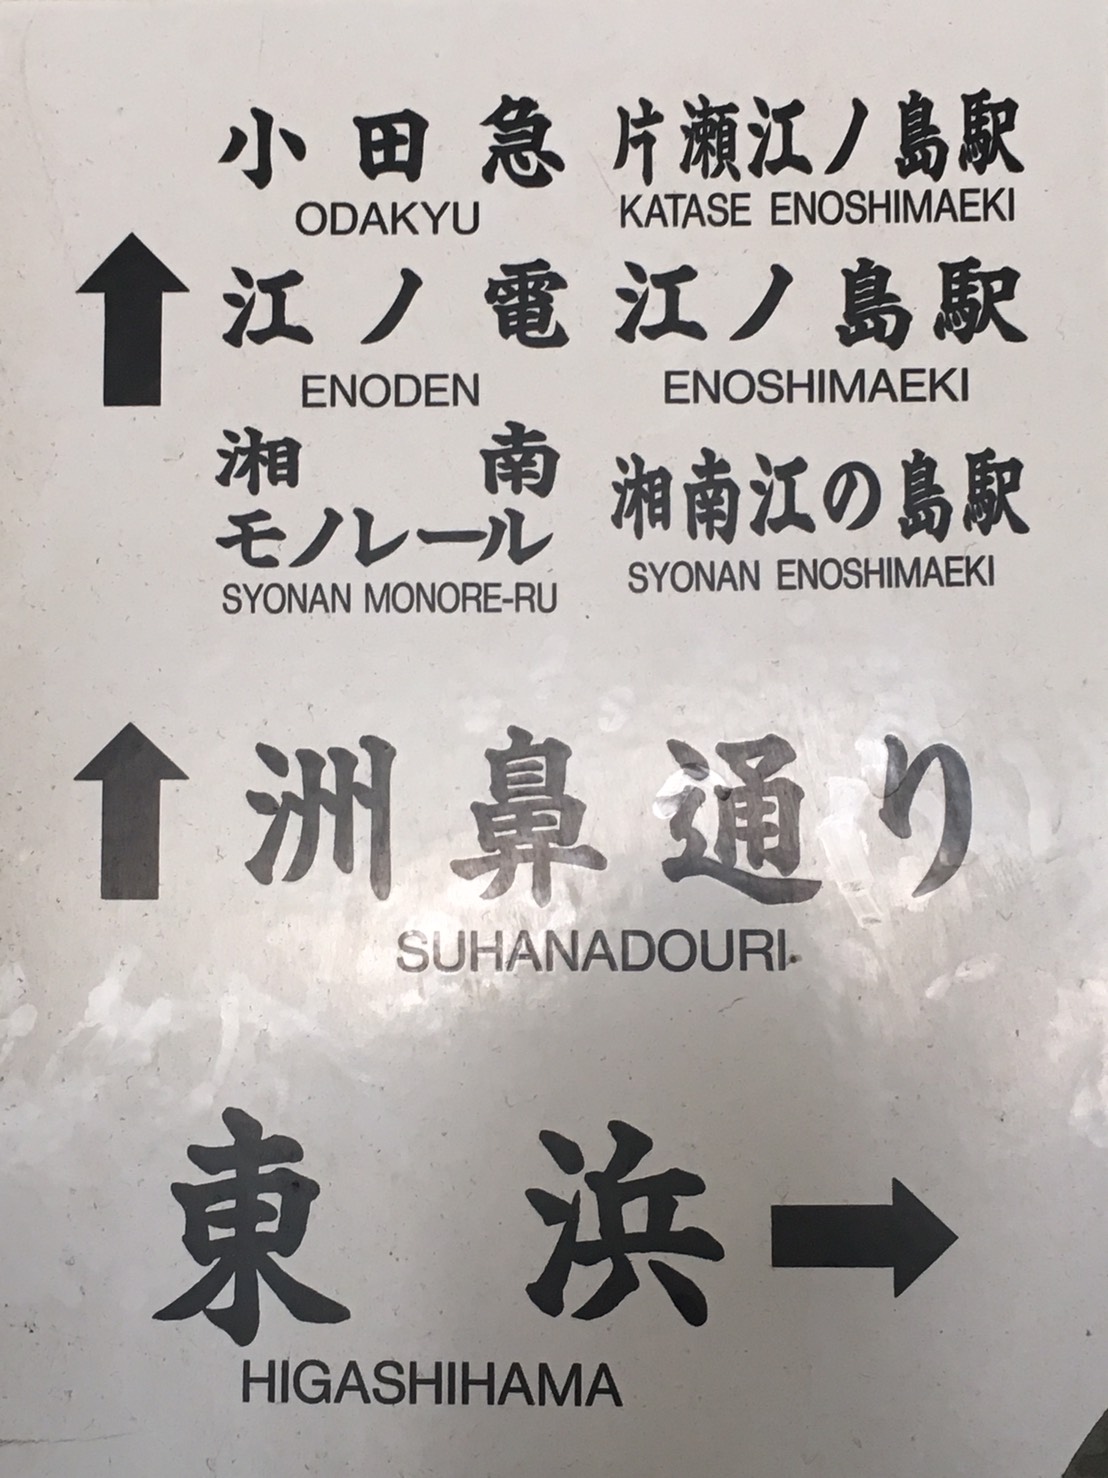 小田急 片瀬江ノ島駅
ODAKYU KATASE ENOSHIMAEKI
江ノ電 江ノ島駅
ENODEN ENOSHIMAEKI
湘南モノレール 湘南江の島駅
SYONAN MONORE-RU SYONAN ENOSHIMAEKI
洲鼻通り
SUHANADOURI
東浜
HIGASHIHAMA